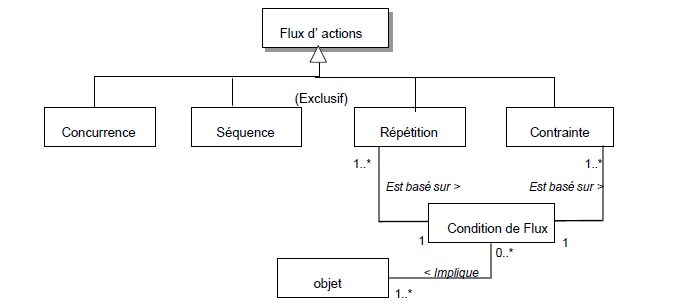 Flux d’ actions
(Exclusif)
Concurrence
Séquence
Répétition
Contrainte
1..*
1..*
Est basé sur >
Est basé sur >
Condition de Flux
1
1
0..*
< Implique
objet
1..*